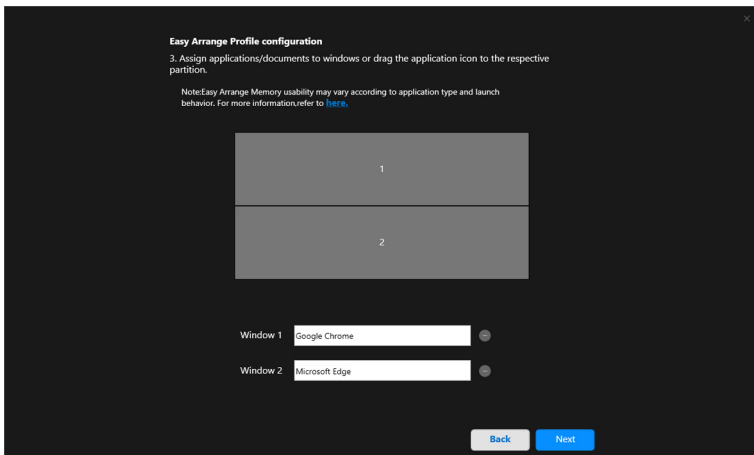 Easy Arrange Profile configuration
3. Assign applications/documents to windows or drag the application icon to the respective
partition.
Note:Easy Arrange Memory usability may vary according to application type and launch
behavior. For more information,refer to here.
1
2
Window 1 Google Chrome
Window 2 Microsoft Edge
Back Next